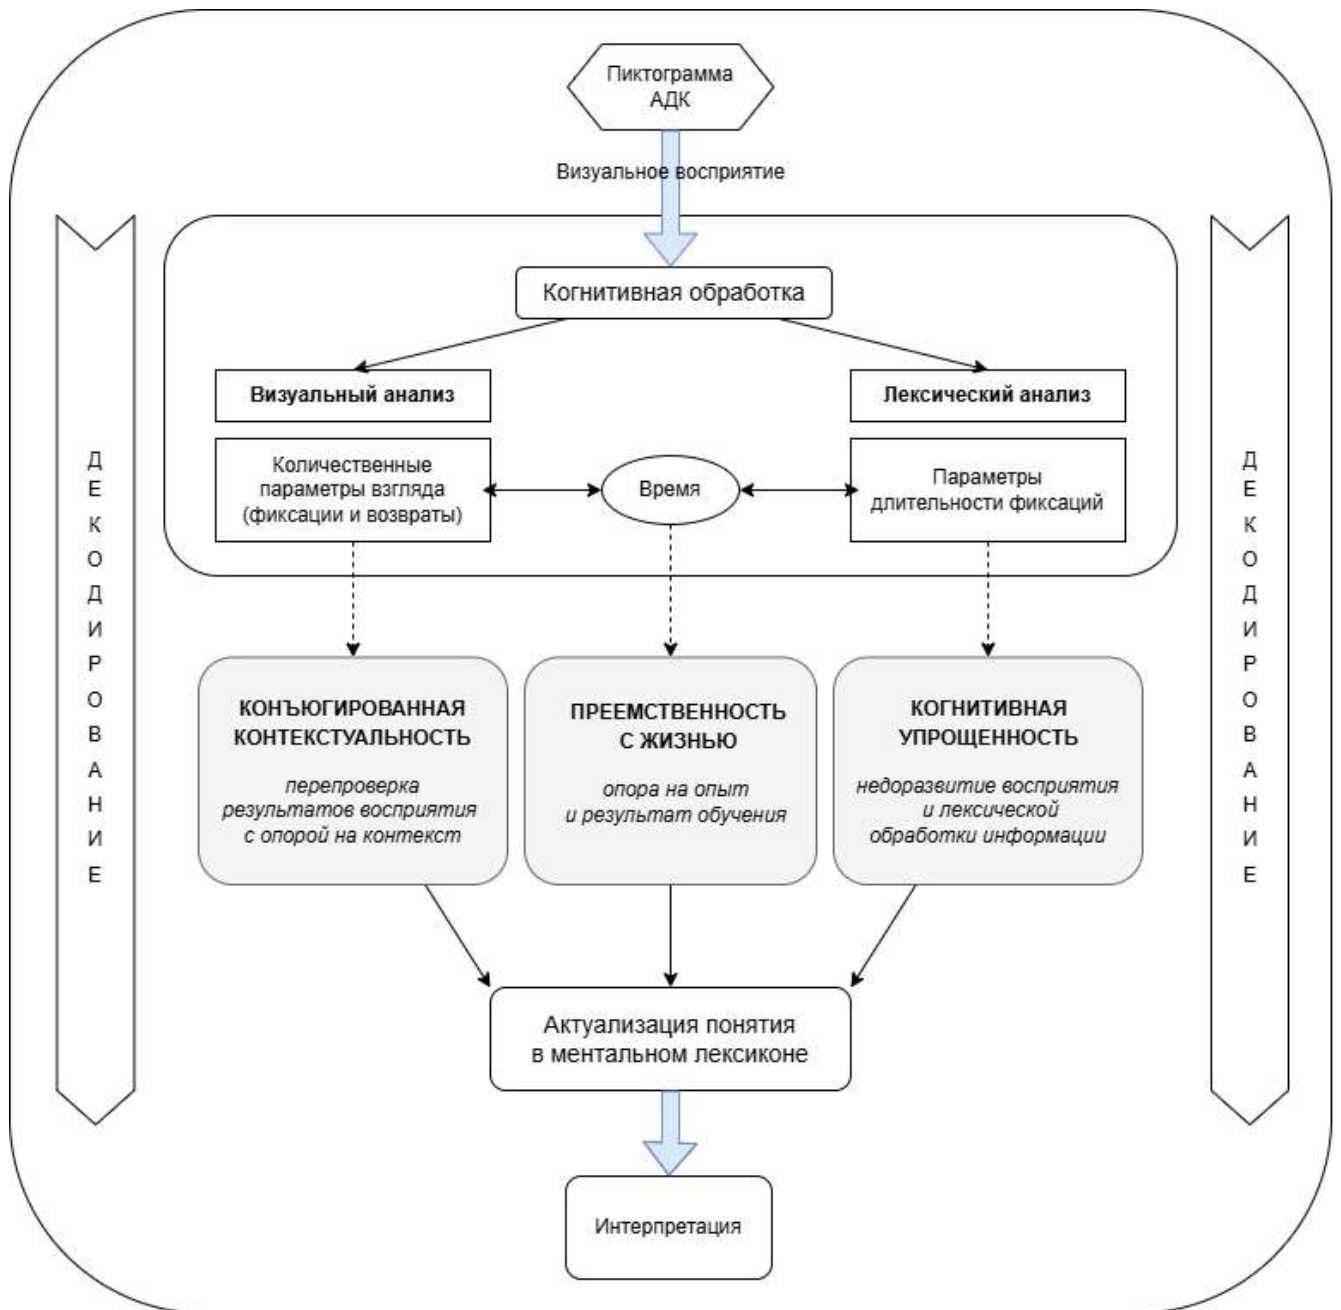 Пиктограмма
АДК
Визуальное восприятие
Когнитивная обработка
Визуальный анализ
Лексический анализ
Количественные
параметры взгляда
(фиксации и возвраты)
Время
Параметры
длительности фиксаций
ДЕКОДИРОВАНИЕ
ДЕКОДИРОВАНИЕ
КОНЪЮГИРОВАННАЯ
КОНТЕКСТУАЛЬНОСТЬ
перепроверка
результатов восприятия
с опорой на контекст
ПРЕЕМСТВЕННОСТЬ
С ЖИЗНЬЮ
опора на опыт
и результат обучения
КОГНИТИВНАЯ
УПРОЩЕННОСТЬ
недоразвитие восприятия
и лексической
обработки информации
Актуализация понятия
в ментальном лексиконе
Интерпретация